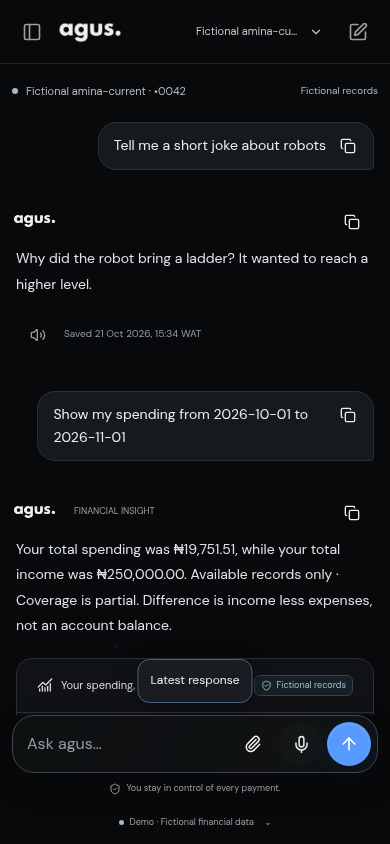 agus.
Fictional amina-cu...
Fictional amina-current · •0042
Fictional records
Tell me a short joke about robots
agus.
Why did the robot bring a ladder? It wanted to reach a
higher level.
Saved 21 Oct 2026, 15:34 WAT
Show my spending from 2026-10-01 to
2026-11-01
agus.
FINANCIAL INSIGHT
Your total spending was ₦19,751.51, while your total
income was ₦250,000.00. Available records only ·
Coverage is partial. Difference is income less expenses,
not an account balance.
Your spending,
Latest response
Fictional records
Ask agus...
You stay in control of every payment.
Demo · Fictional financial data